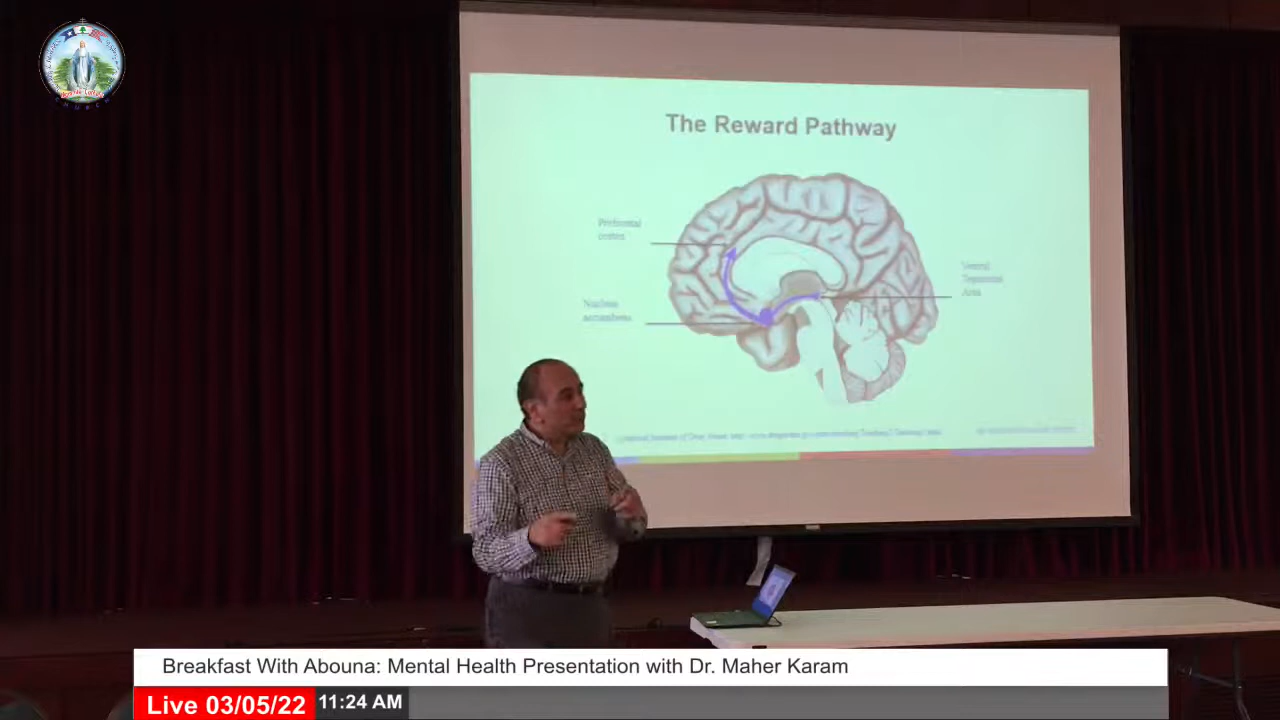 The Reward Pathway
Prefrontal
cortex
Ventral
Tegmental
Area
Nucleus
accumbens
Breakfast With Abouna: Mental Health Presentation with Dr. Maher Karam
Live 03/05/22
11:24 AM